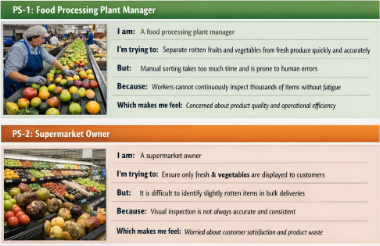 PS-1: Food Processing Plant Manager
I am: A food processing plant manager
I'm trying to: Separate rotten fruits and vegetables from fresh produce quickly and accurately
But: Manual sorting takes too much time and is prone to human errors
Because: Workers cannot continuously inspect thousands of items without fatigue
Which makes me feel: Concerned about product quality and operational efficiency
PS-2: Supermarket Owner
I am: A supermarket owner
I'm trying to: Ensure only fresh & vegetables are displayed to customers
But: It is difficult to identify slightly rotten items in bulk deliveries
Because: Visual inspection is not always accurate and consistent
Which makes me feel: Worried about customer satisfaction and product waste